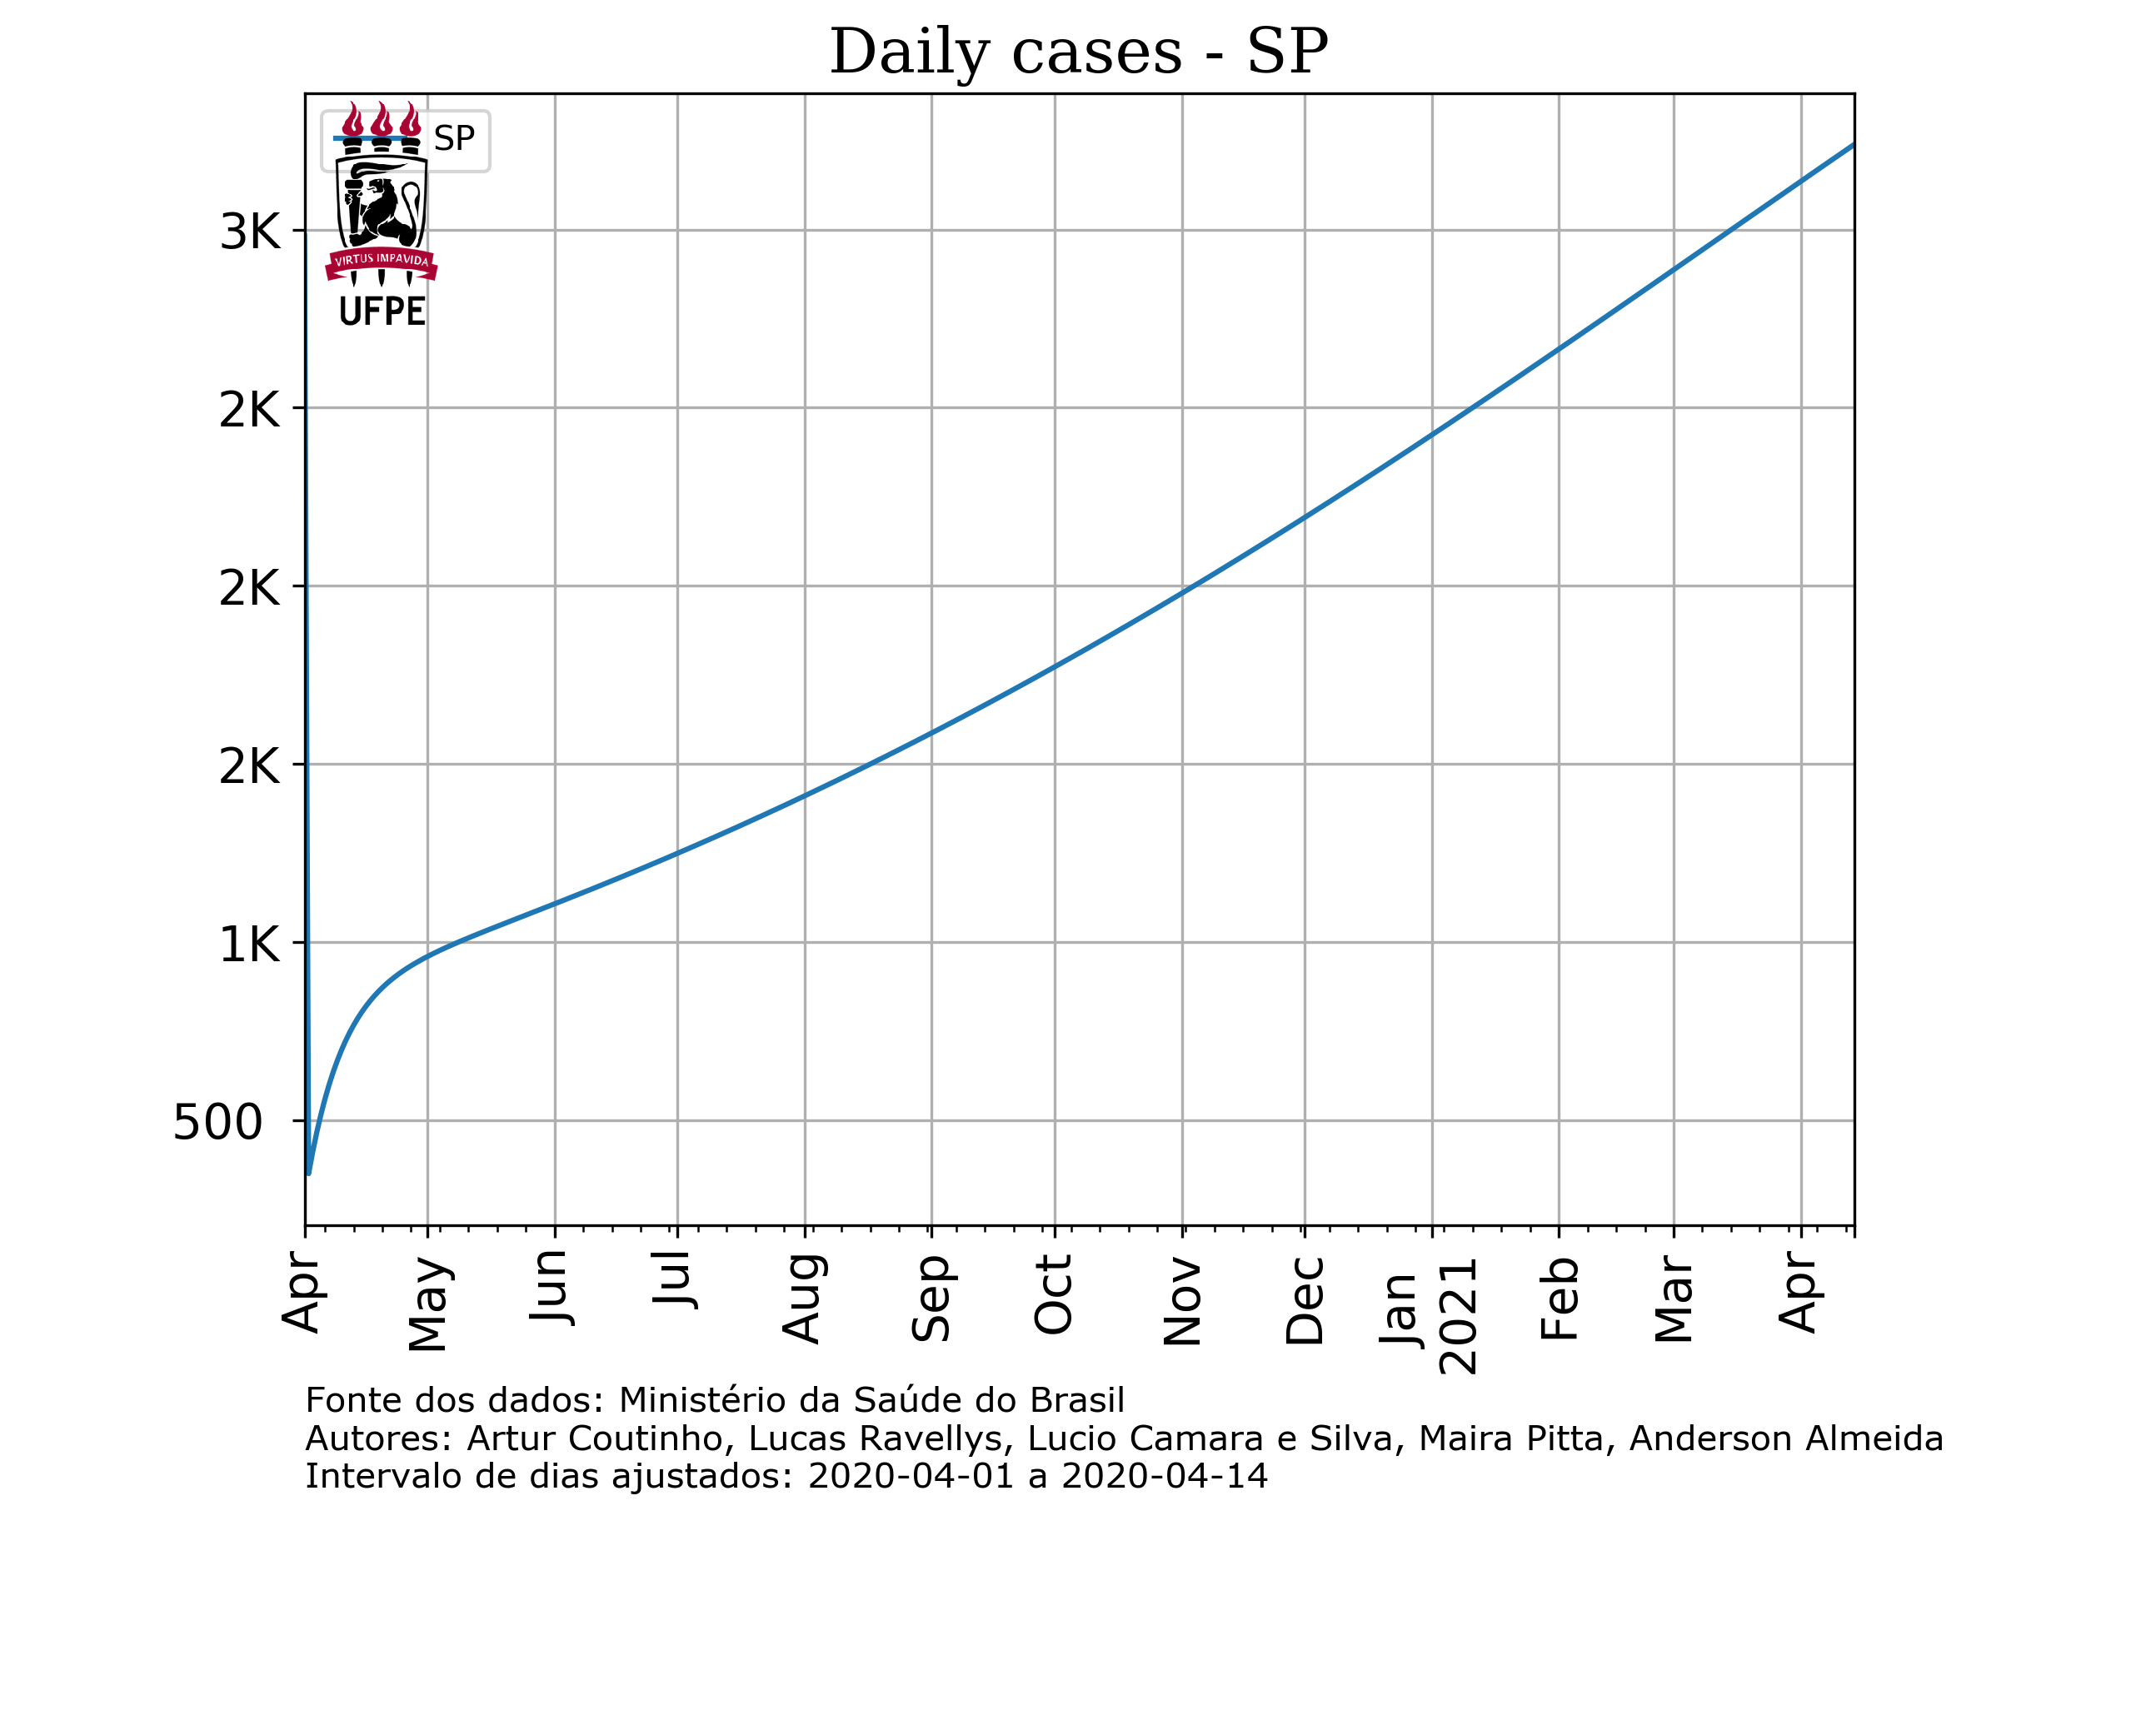 Daily cases - SP
SP
VIRTUS IMPAVIDA
UFPE
3K
2K
2K
2K
1K
500
Apr
May
Jun
Jul
Aug
Sep
Oct
Nov
Dec
Jan
2021
Feb
Mar
Apr
Fonte dos dados: Ministério da Saúde do Brasil
Autores: Artur Coutinho, Lucas Ravellys, Lucio Camara e Silva, Maira Pitta, Anderson Almeida
Intervalo de dias ajustados: 2020-04-01 a 2020-04-14